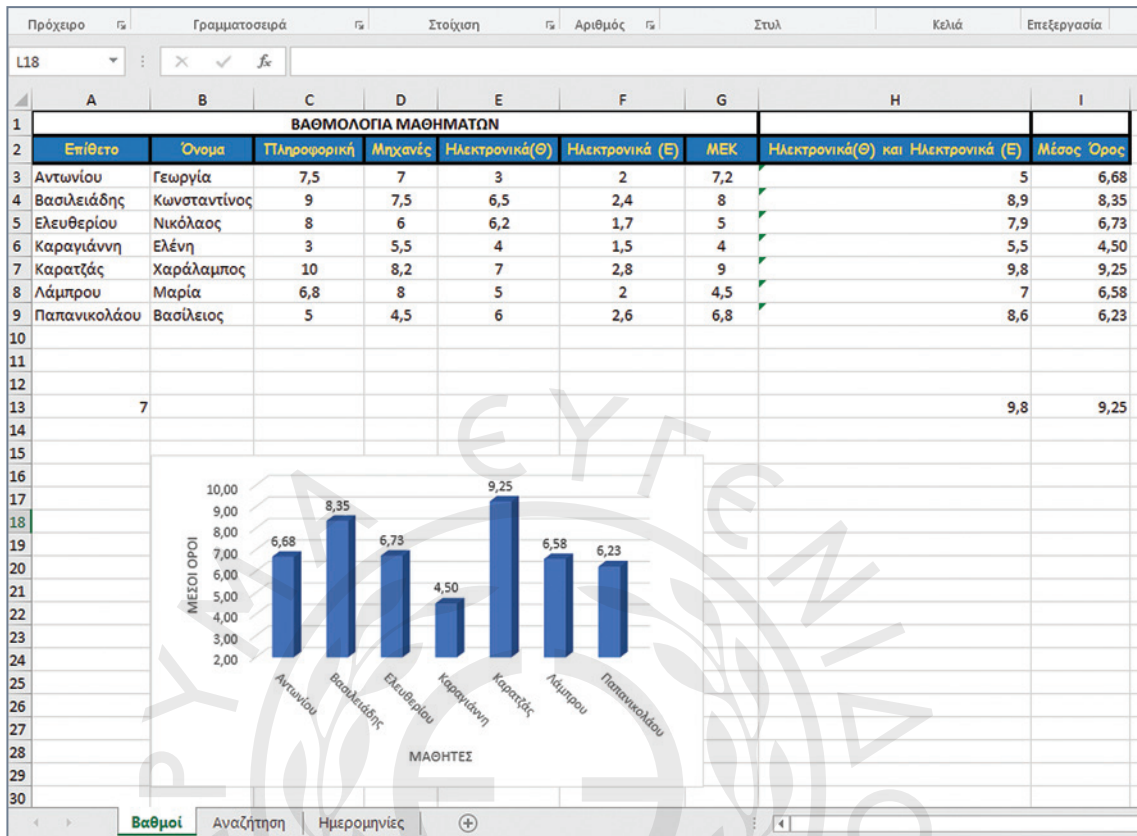 Πρόχειρο Γραμματοσειρά Στοίχιση Αριθμός Στυλ Κελιά Επεξεργασία
L18 fx
A B C D E F G H I
1 ΒΑΘΜΟΛΟΓΙΑ ΜΑΘΗΜΑΤΩΝ
2 Επίθετο Όνομα Πληροφορική Μηχανές Ηλεκτρονικά(Θ) Ηλεκτρονικά (Ε) ΜΕΚ Ηλεκτρονικά(Θ) και Ηλεκτρονικά (Ε) Μέσος Όρος
3 Αντωνίου Γεωργία 7,5 7 3 2 7,2 5 6,68
4 Βασιλειάδης Κωνσταντίνος 9 7,5 6,5 2,4 8 8,9 8,35
5 Ελευθερίου Νικόλαος 8 6 6,2 1,7 5 7,9 6,73
6 Καραγιάννη Ελένη 3 5,5 4 1,5 4 5,5 4,50
7 Καρατζάς Χαράλαμπος 10 8,2 7 2,8 9 9,8 9,25
8 Λάμπρου Μαρία 6,8 8 5 2 4,5 7 6,58
9 Παπανικολάου Βασίλειος 5 4,5 6 2,6 6,8 8,6 6,23
10
11
12
13 7 9,8 9,25
14
15
16
17
18
19
20
21
22
23
24
25
26
27
28
29
30
10,00
9,00
8,00
7,00
6,00
5,00
4,00
3,00
2,00
ΜΕΣΟΙ ΟΡΟΙ
6,68 8,35 6,73 4,50 9,25 6,58 6,23
Αντωνίου Βασιλειάδης Ελευθερίου Καραγιάννη Καρατζάς Λάμπρου Παπανικολάου
ΜΑΘΗΤΕΣ
Βαθμοί Αναζήτηση Ημερομηνίες